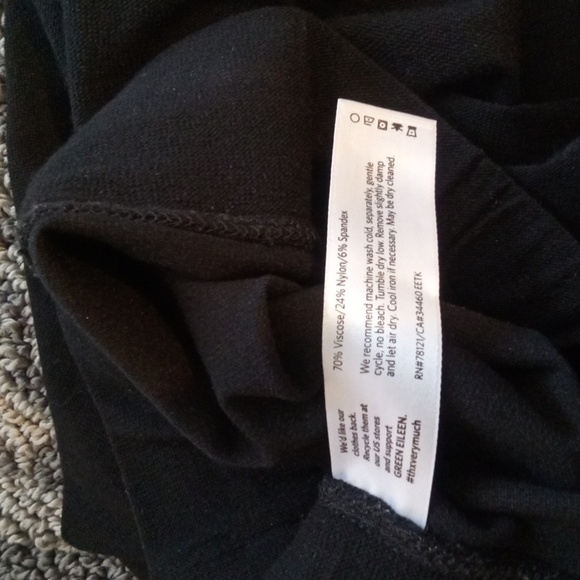 70% Viscose/24% Nylon/6% Spandex
We recommend machine wash cold, separately, gentle
cycle, no bleach. Tumble dry low. Remove slightly damp
and let air dry. Cool iron if necessary. May be dry cleaned.
RN#78121/CA#34460 EETK
We'd like our
clothes back.
Recycle them at
our US stores
and support
GREEN EILEEN.
#thxverymuch